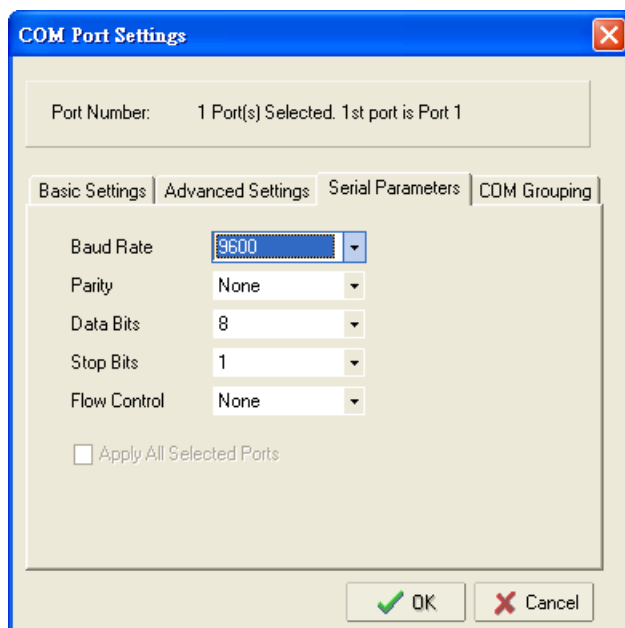 COM Port Settings
Port Number: 1 Port(s) Selected. 1st port is Port 1
Basic Settings Advanced Settings Serial Parameters COM Grouping
Baud Rate 9600
Parity None
Data Bits 8
Stop Bits 1
Flow Control None
Apply All Selected Ports
OK Cancel